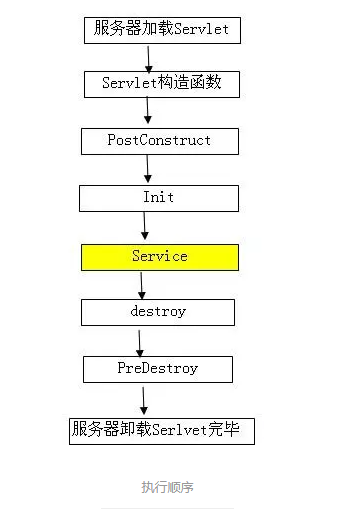 服务器加载Servlet
Servlet构造函数
PostConstruct
Init
Service
destroy
PreDestroy
服务器卸载Serlvet完毕
执行顺序